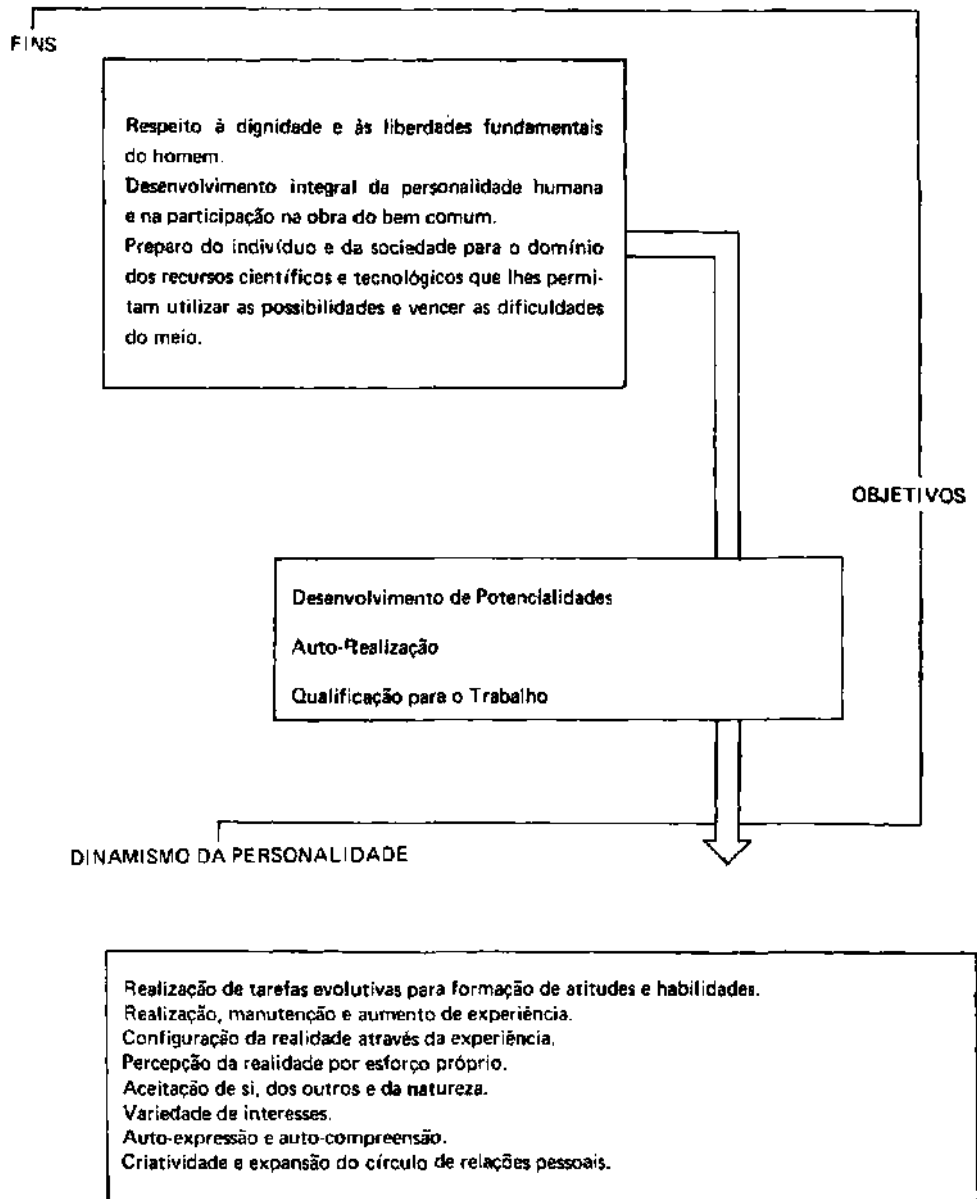 FINS
Respeito à dignidade e às liberdades fundamentais
do homem.
Desenvolvimento integral da personalidade humana
e na participação na obra do bem comum.
Preparo do indivíduo e da sociedade para o domínio
dos recursos científicos e tecnológicos que lhes permi-
tam utilizar as possibilidades e vencer as dificuldades
do meio.
OBJETIVOS
Desenvolvimento de Potencialidades
Auto-Realização
Qualificação para o Trabalho
DINAMISMO DA PERSONALIDADE
Realização de tarefas evolutivas para formação de atitudes e habilidades.
Realização, manutenção e aumento de experiência.
Configuração da realidade através da experiência.
Percepção da realidade por esforço próprio.
Aceitação de si, dos outros e da natureza.
Variedade de interesses.
Auto-expressão e auto-compreensão.
Criatividade e expansão do círculo de relações pessoais.